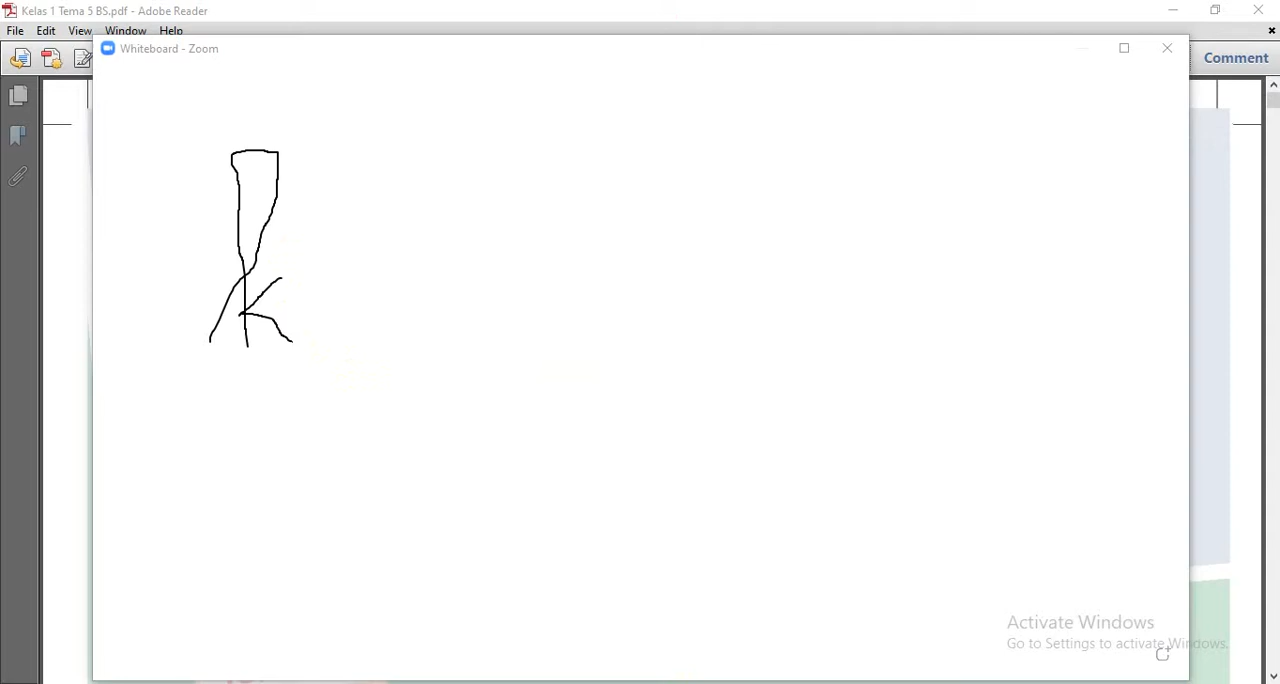 Kelas 1 Tema 5 BS.pdf - Adobe Reader
File Edit View Window Help
Whiteboard - Zoom
Comment
k
Activate Windows
Go to Settings to activate Windows.